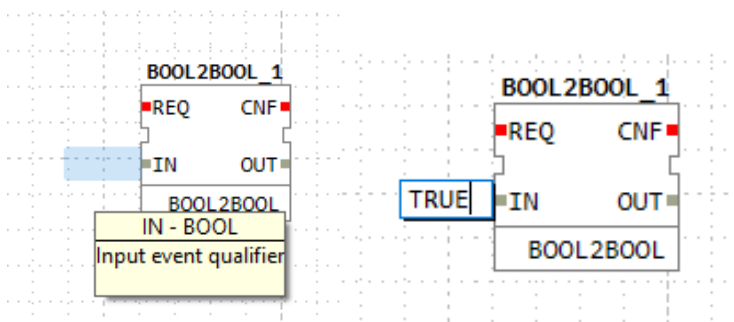 BOOL2BOOL_1
REQ CNF
IN OUT
BOOL2BOOL
IN - BOOL
Input event qualifier
BOOL2BOOL_1
REQ CNF
TRUE IN OUT
BOOL2BOOL